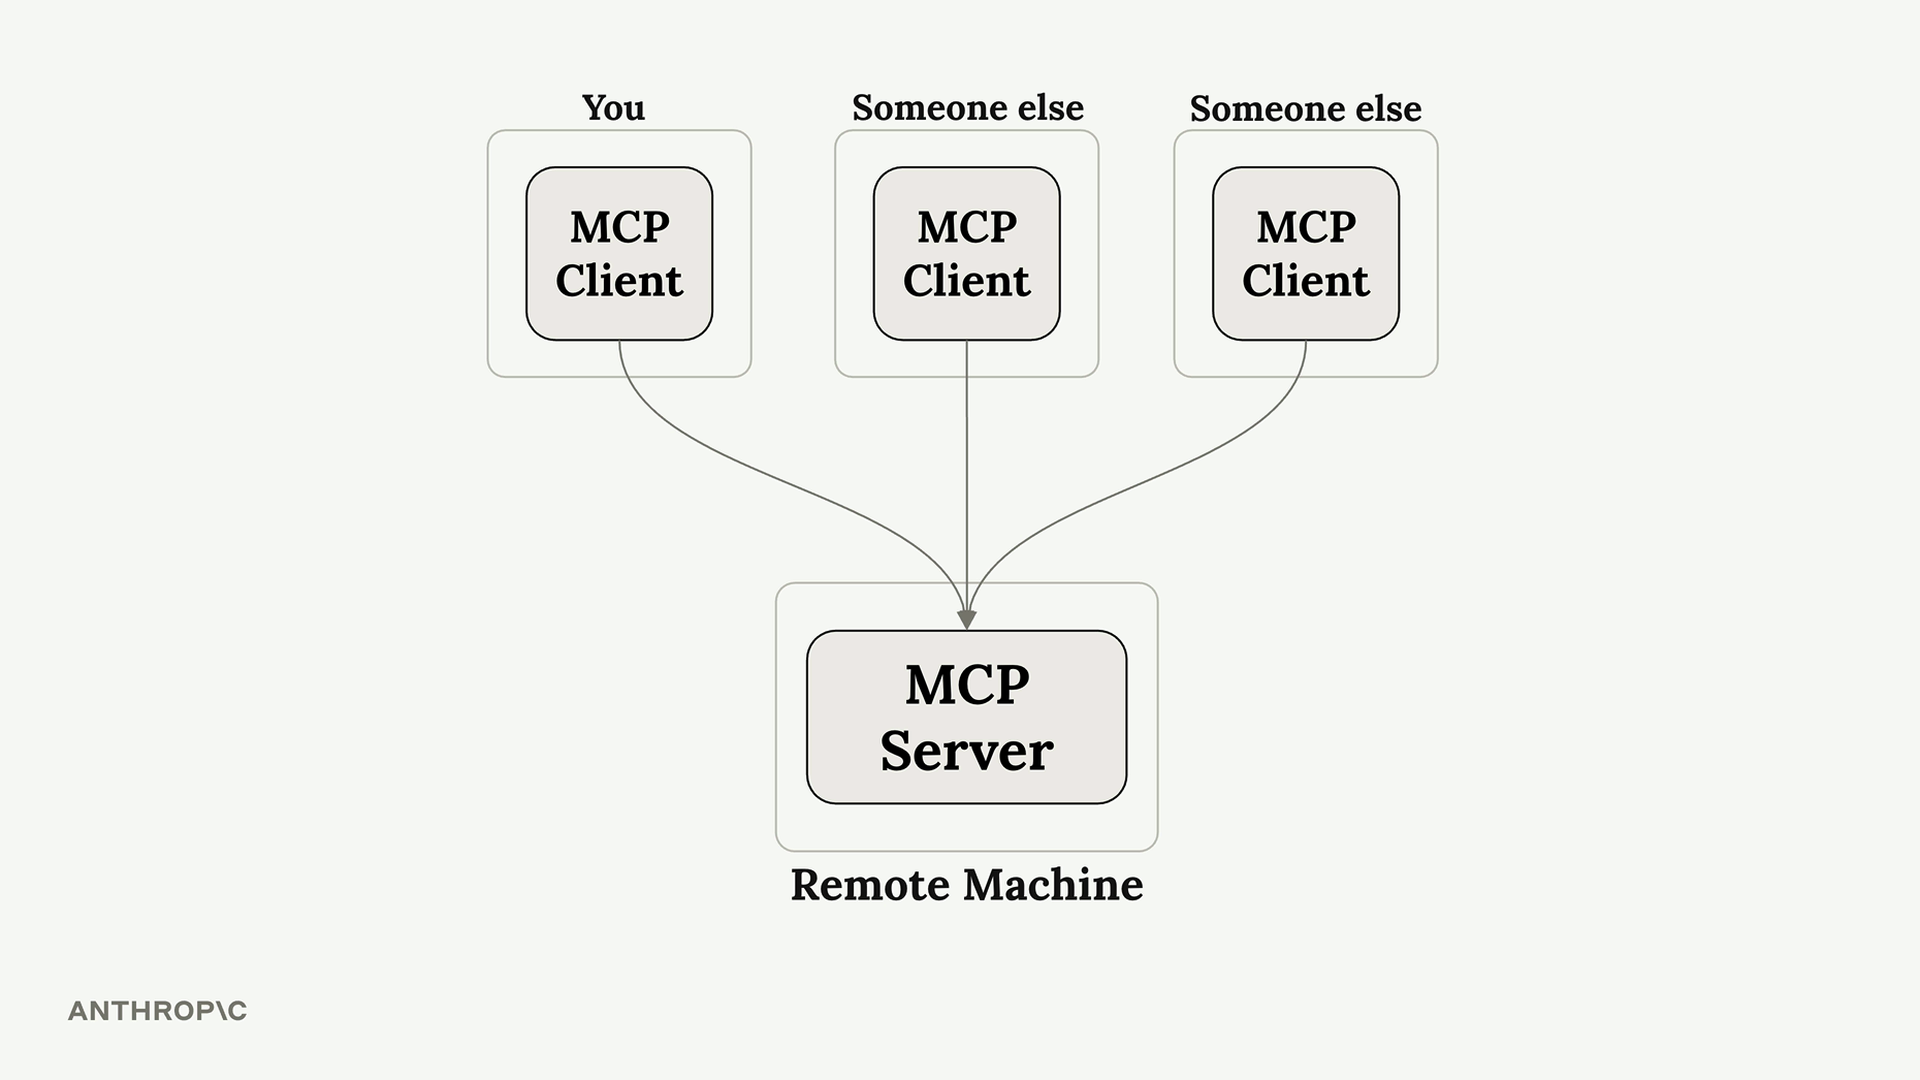 You
Someone else
Someone else
MCP
Client
MCP
Client
MCP
Client
MCP
Server
Remote Machine
ANTHROP\C